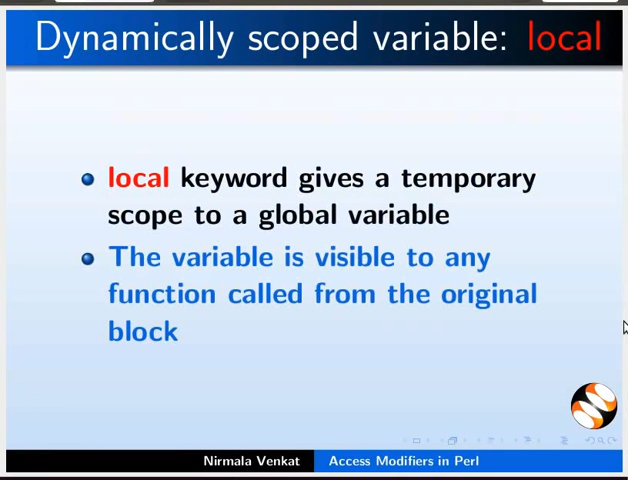 Dynamically scoped variable: local
local keyword gives a temporary
scope to a global variable
The variable is visible to any
function called from the original
block
Nirmala Venkat Access Modifiers in Perl